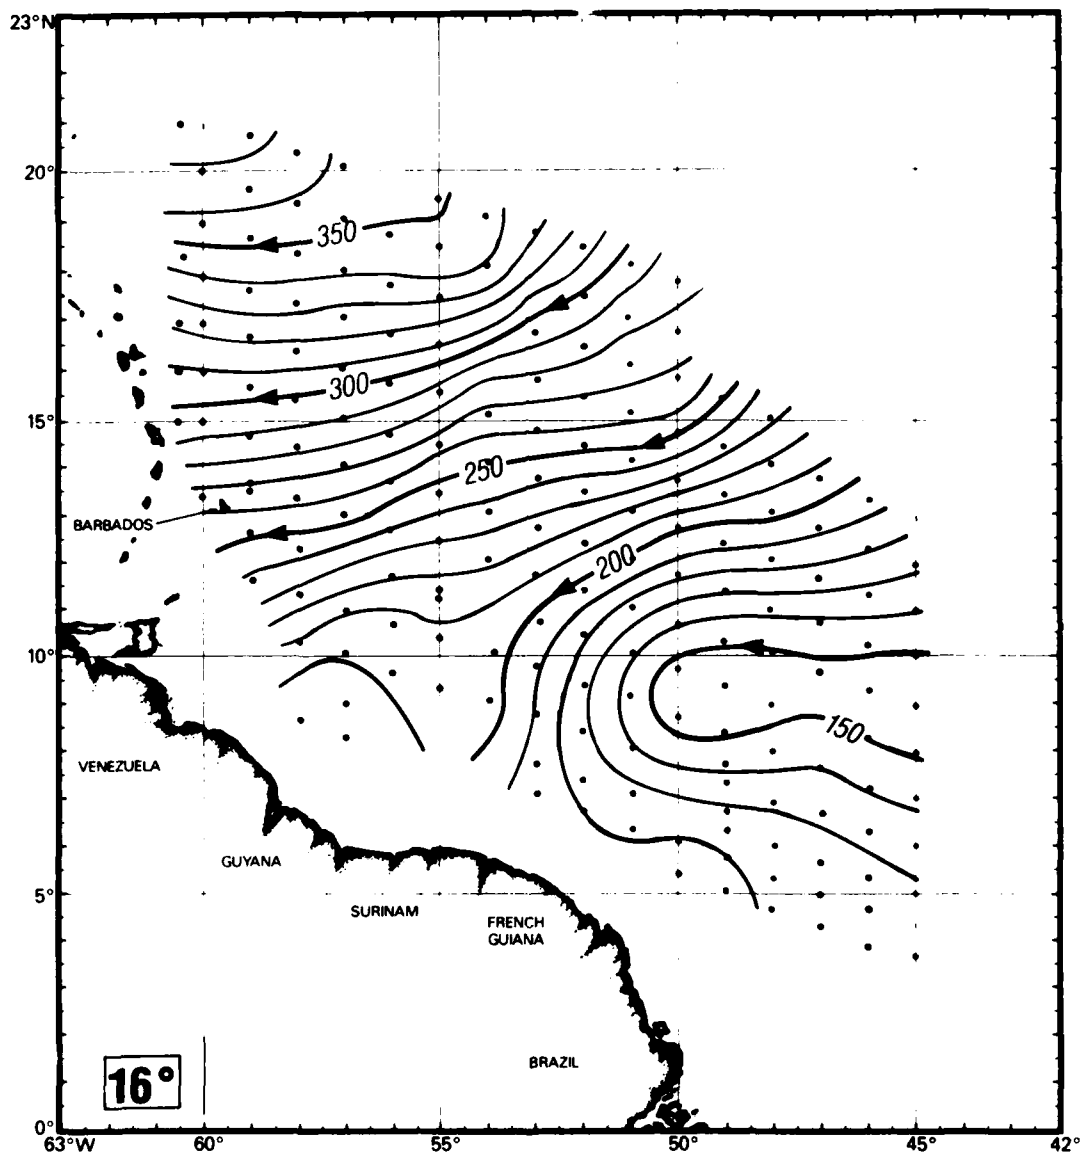 23°N
20°
350
300
15°
250
BARBADOS
200
10°
150
VENEZUELA
GUYANA
5°
SURINAM
FRENCH
GUIANA
BRAZIL
16°
0°
63°W 60° 55° 50° 45° 42°